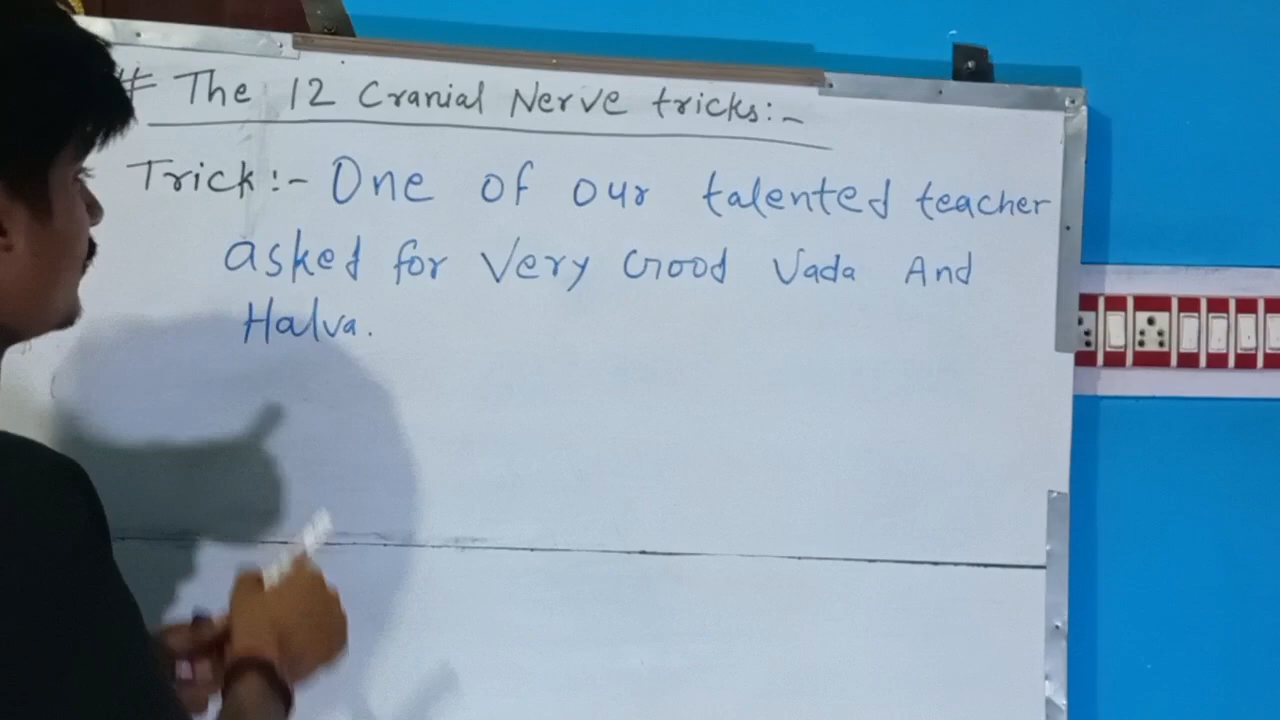 # The 12 Cranial Nerve tricks:-
Trick:- One of our talented teacher
asked for Very Good Vada And
Halva.